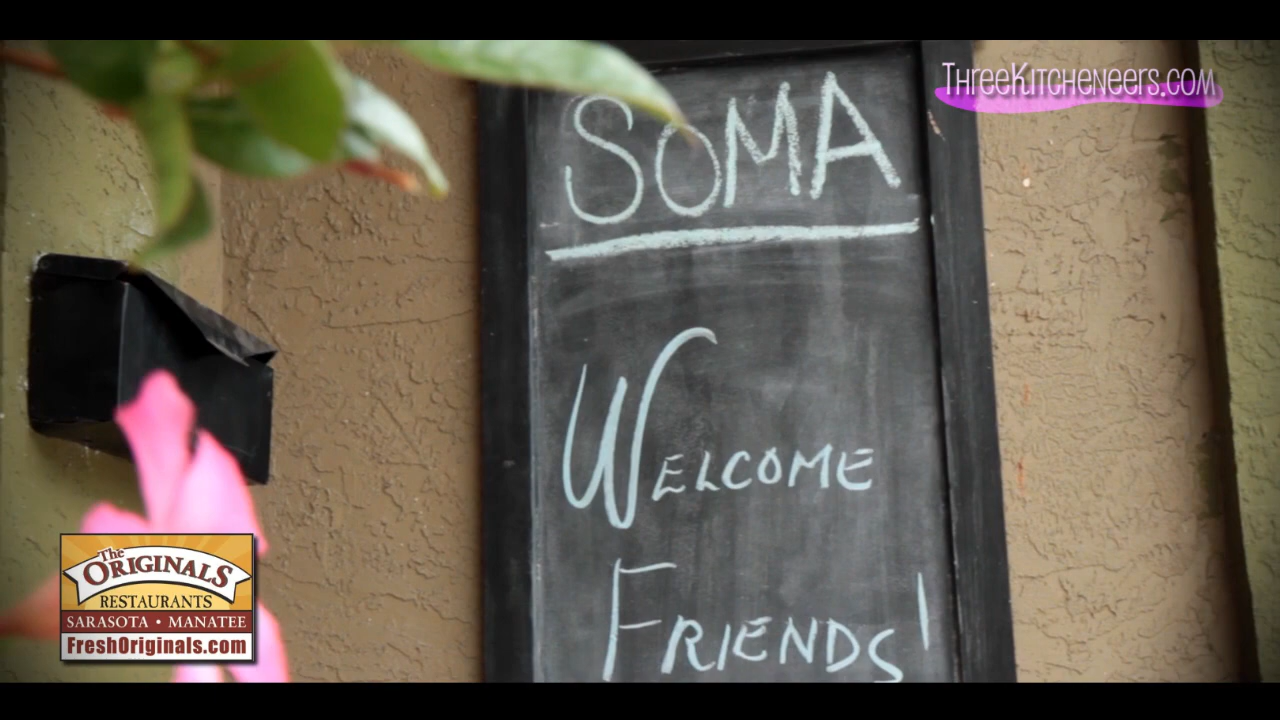 THREEKITCHENEERS.COM
SOMA
WELCOME
FRIENDS!
The
ORIGINALS
RESTAURANTS
SARASOTA • MANATEE
FreshOriginals.com